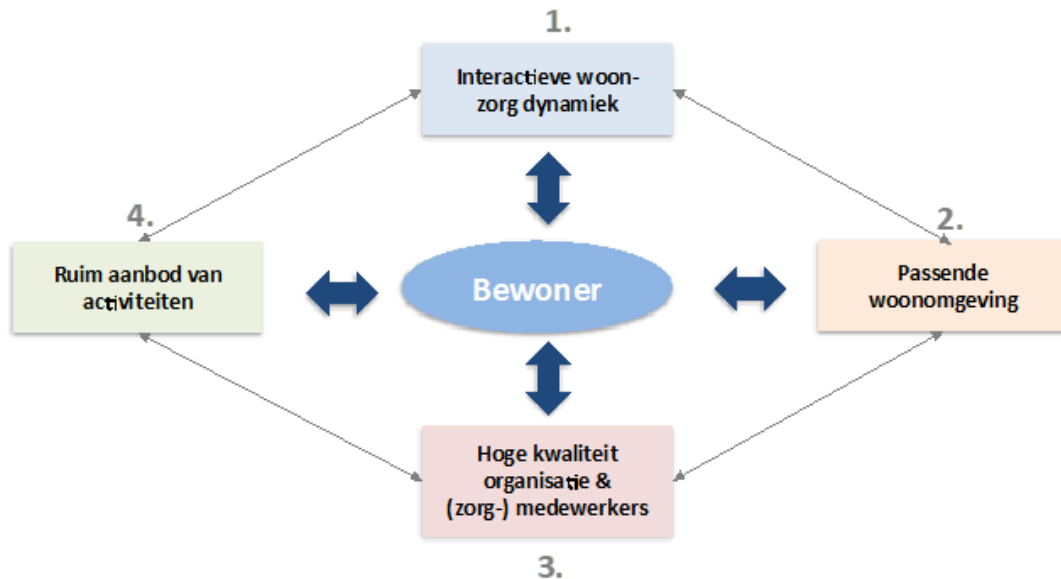 1.
Interactieve woon-
zorg dynamiek
4.
Ruim aanbod van
activiteiten
Bewoner
2.
Passende
woonomgeving
Hoge kwaliteit
organisatie &
(zorg-) medewerkers
3.